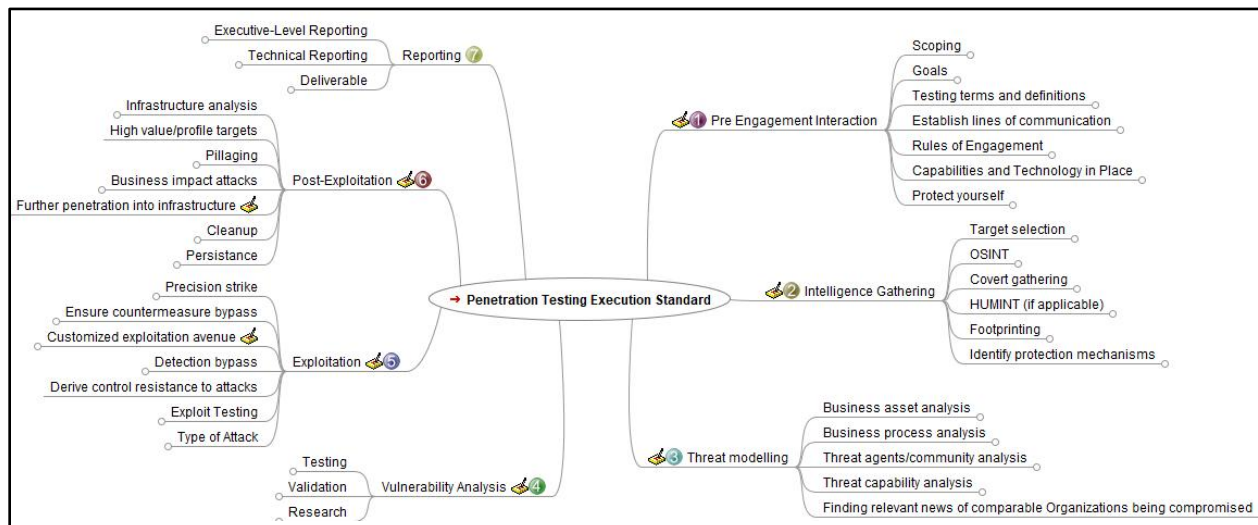 Penetration Testing Execution Standard
1 Pre Engagement Interaction
Scoping
Goals
Testing terms and definitions
Establish lines of communication
Rules of Engagement
Capabilities and Technology in Place
Protect yourself
2 Intelligence Gathering
Target selection
OSINT
Covert gathering
HUMINT (if applicable)
Footprinting
Identify protection mechanisms
3 Threat modelling
Business asset analysis
Business process analysis
Threat agents/community analysis
Threat capability analysis
Finding relevant news of comparable Organizations being compromised
Vulnerability Analysis 4
Testing
Validation
Research
Exploitation 5
Precision strike
Ensure countermeasure bypass
Customized exploitation avenue
Detection bypass
Derive control resistance to attacks
Exploit Testing
Type of Attack
Post-Exploitation 6
Infrastructure analysis
High value/profile targets
Pillaging
Business impact attacks
Further penetration into infrastructure
Cleanup
Persistance
Reporting 7
Executive-Level Reporting
Technical Reporting
Deliverable